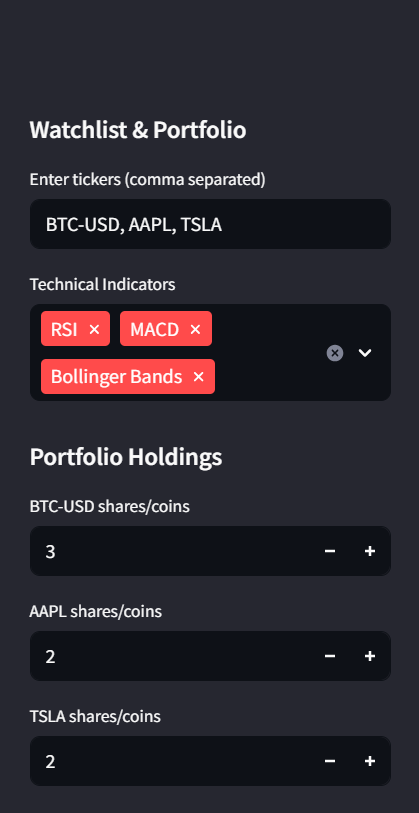 Watchlist & Portfolio
Enter tickers (comma separated)
BTC-USD, AAPL, TSLA
Technical Indicators
RSI × MACD ×
Bollinger Bands ×
Portfolio Holdings
BTC-USD shares/coins
3 − +
AAPL shares/coins
2 − +
TSLA shares/coins
2 − +